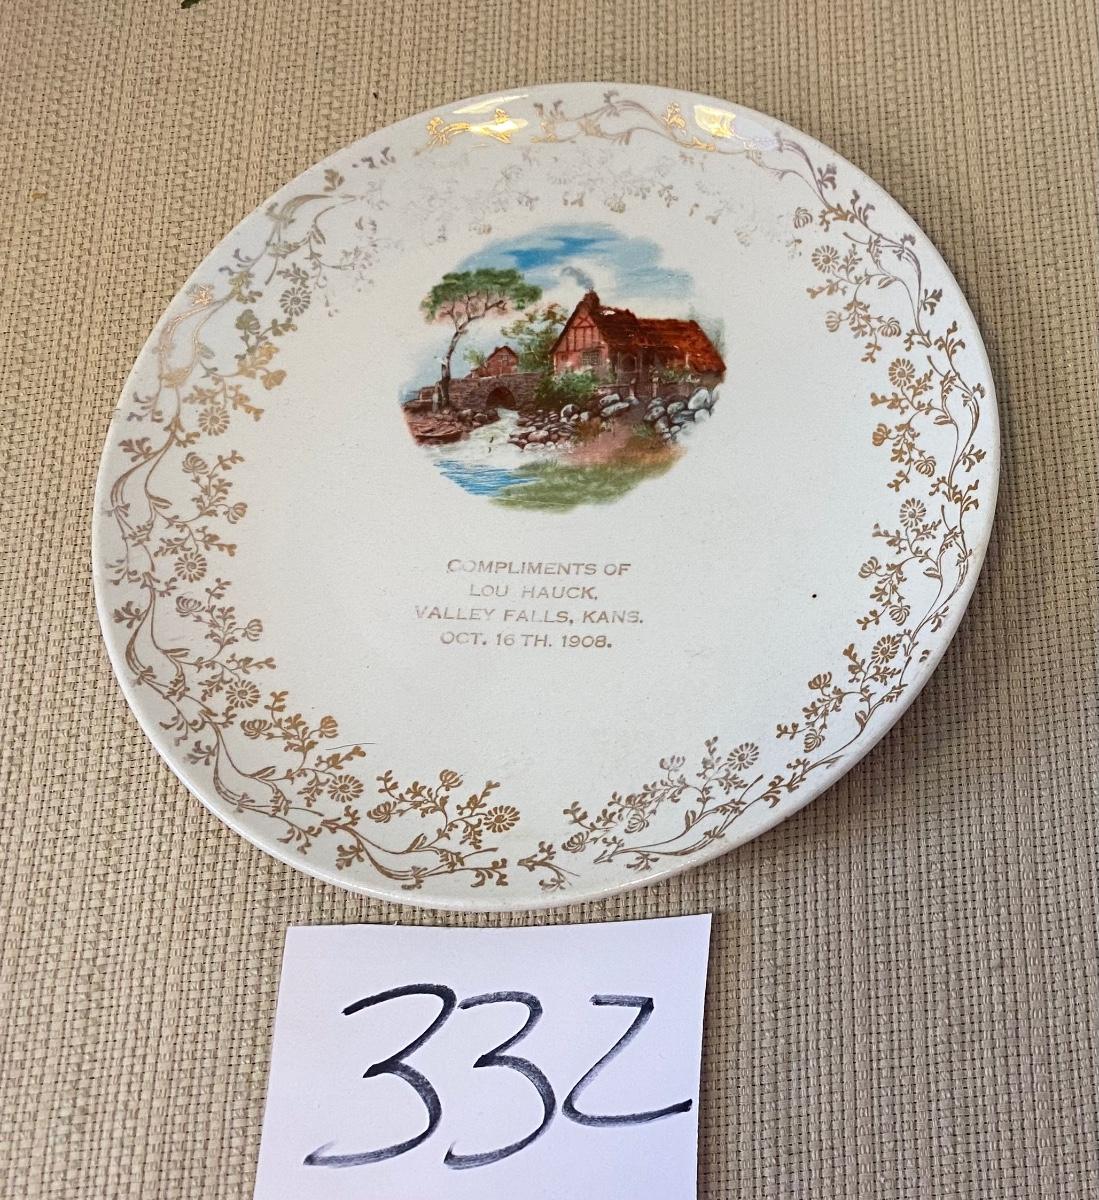 COMPLIMENTS OF
LOU HAUCK,
VALLEY FALLS, KANS.
OCT. 16 TH. 1908.
332